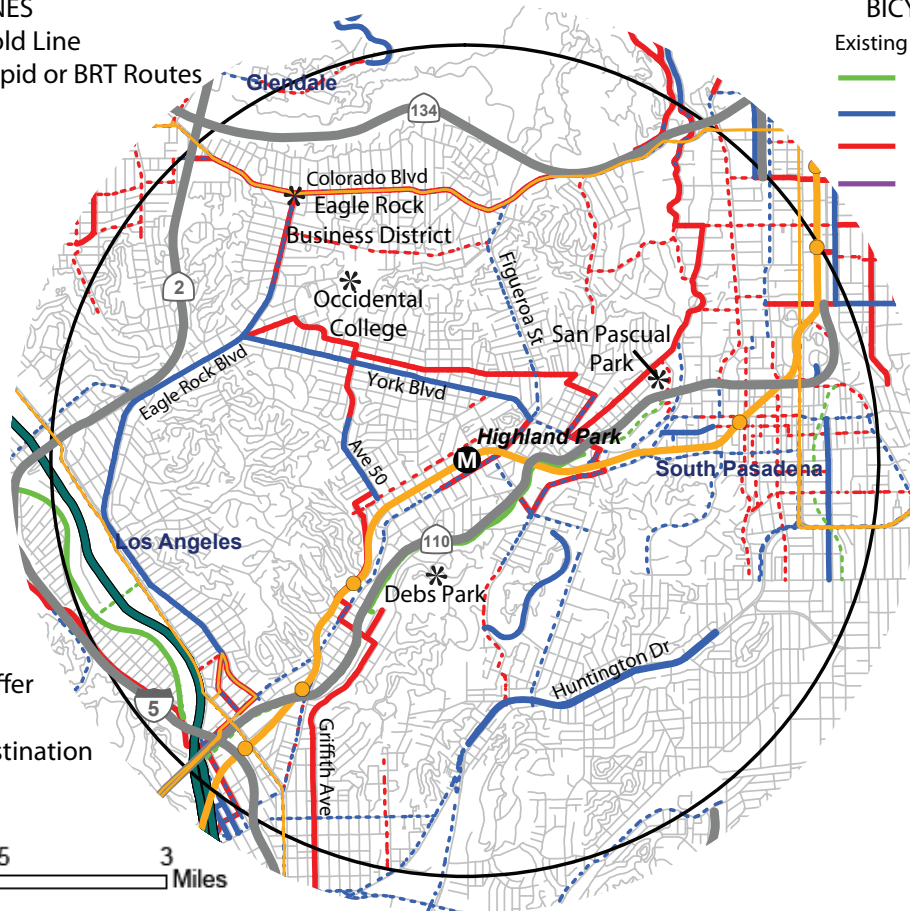 NES
old Line
pid or BRT Routes
BICY
Existing
Glendale
134
Colorado Blvd
Eagle Rock
Business District
2
Occidental
College
Figueroa St
San Pascual
Park
Eagle Rock Blvd
York Blvd
Highland Park
M
Ave 50
South Pasadena
Los Angeles
110
Debs Park
Huntington Dr
ffer
5
stination
Griffith Ave
5
3
Miles